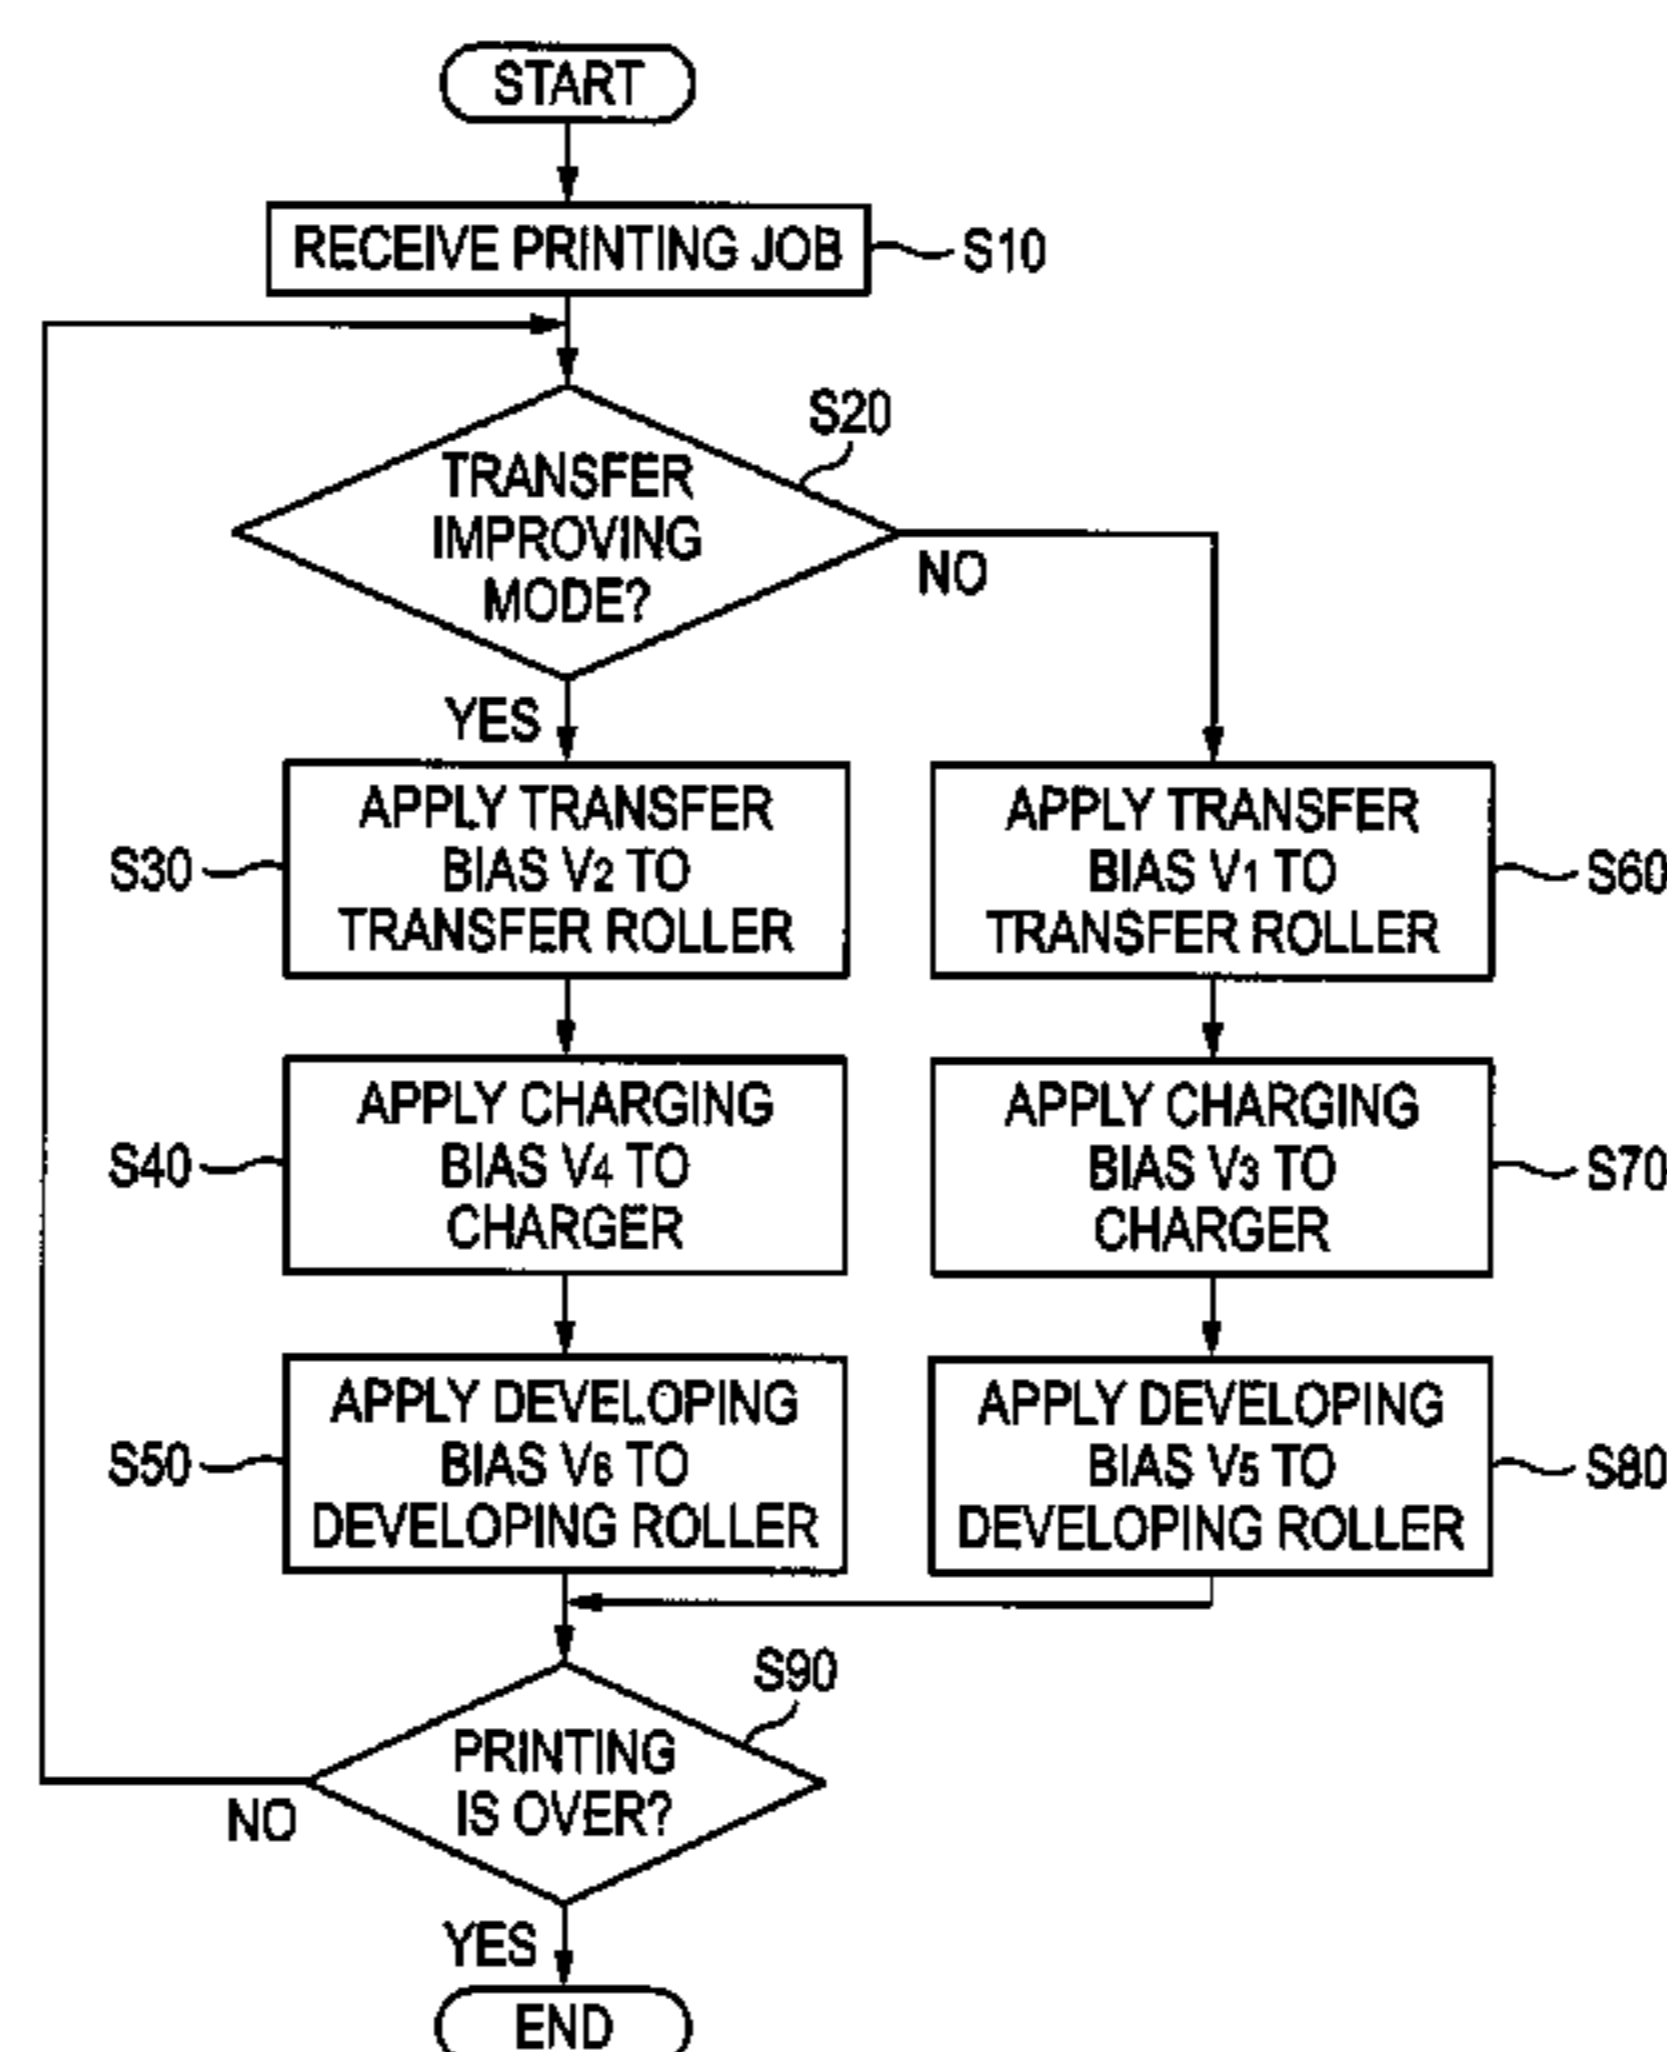 START
RECEIVE PRINTING JOB
S10
S20
TRANSFER
IMPROVING
MODE?
NO
YES
S30
APPLY TRANSFER
BIAS V2 TO
TRANSFER ROLLER
APPLY TRANSFER
BIAS V1 TO
TRANSFER ROLLER
S60
S40
APPLY CHARGING
BIAS V4 TO
CHARGER
APPLY CHARGING
BIAS V3 TO
CHARGER
S70
S50
APPLY DEVELOPING
BIAS V6 TO
DEVELOPING ROLLER
APPLY DEVELOPING
BIAS V5 TO
DEVELOPING ROLLER
S80
S90
PRINTING
IS OVER?
NO
YES
END